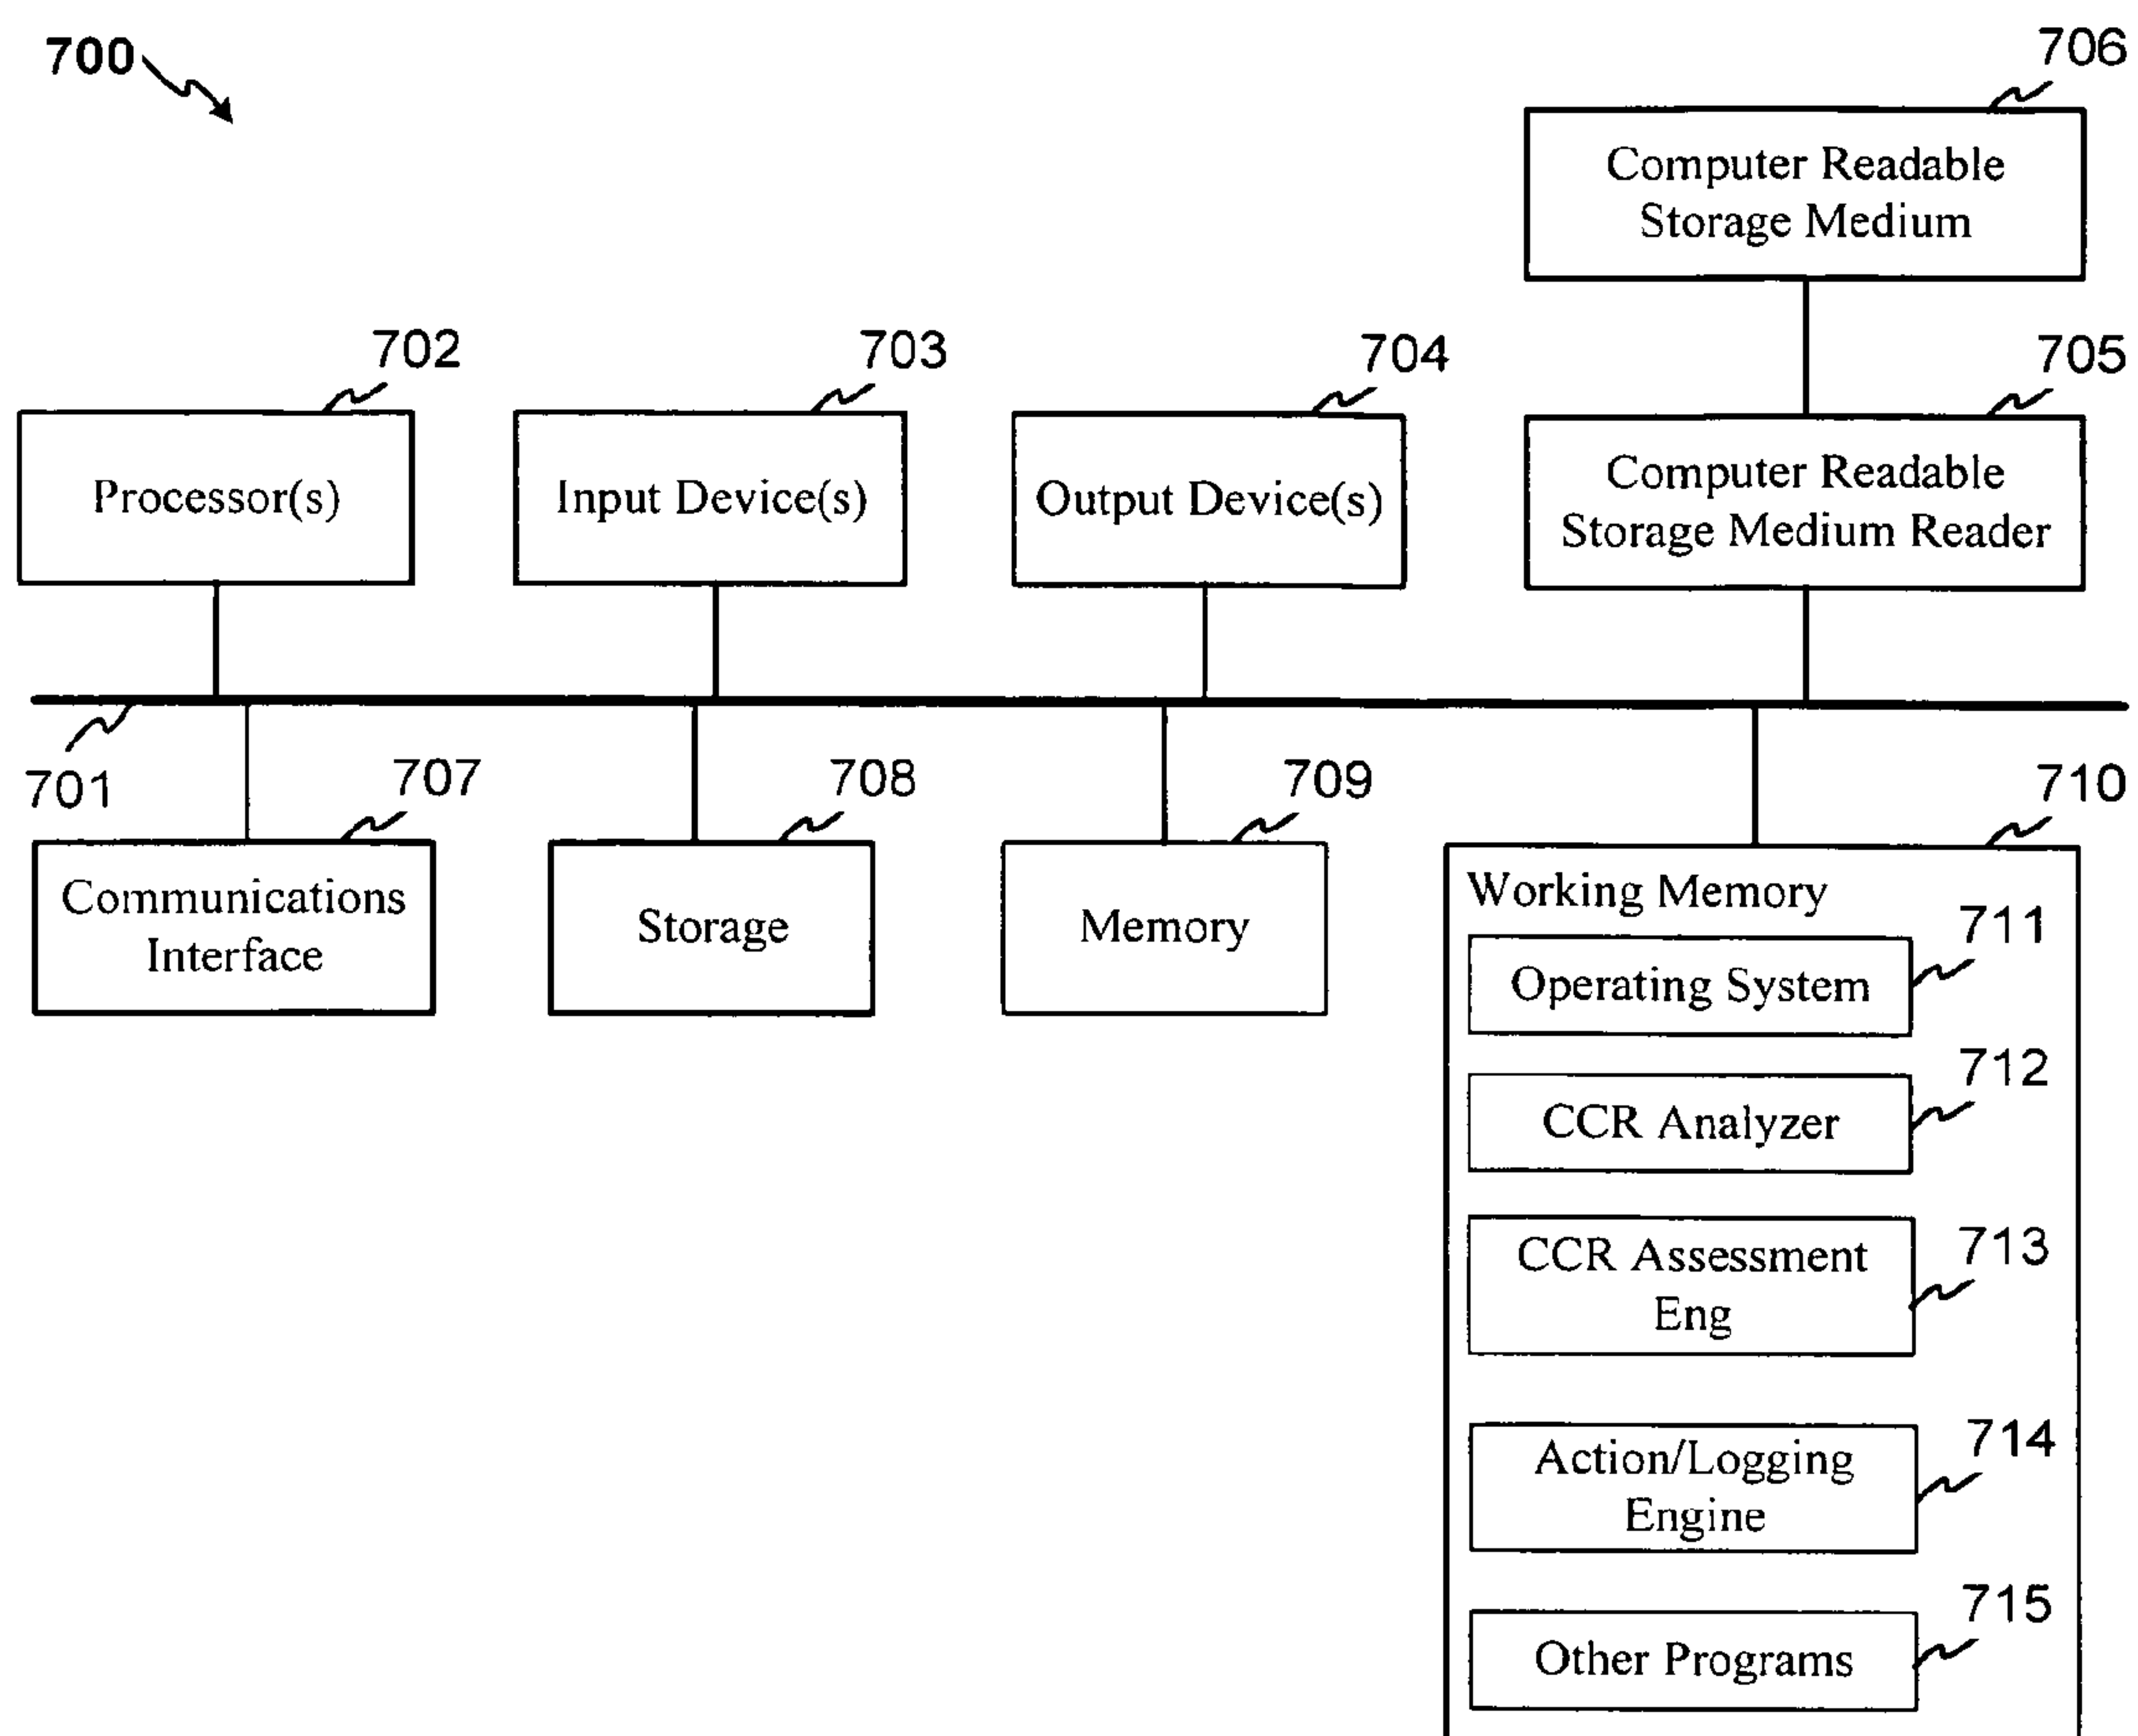 700
706
Computer Readable
Storage Medium
702
703
704
705
Processor(s)
Input Device(s)
Output Device(s)
Computer Readable
Storage Medium Reader
701
707
708
709
710
Communications
Interface
Storage
Memory
Working Memory
711
Operating System
712
CCR Analyzer
713
CCR Assessment
Eng
714
Action/Logging
Engine
715
Other Programs